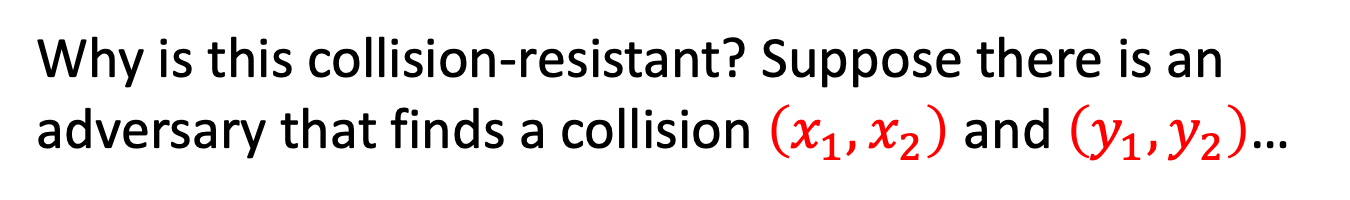 Why is this collision-resistant? Suppose there is an
adversary that finds a collision (x₁, x₂) and (y₁, y₂)...